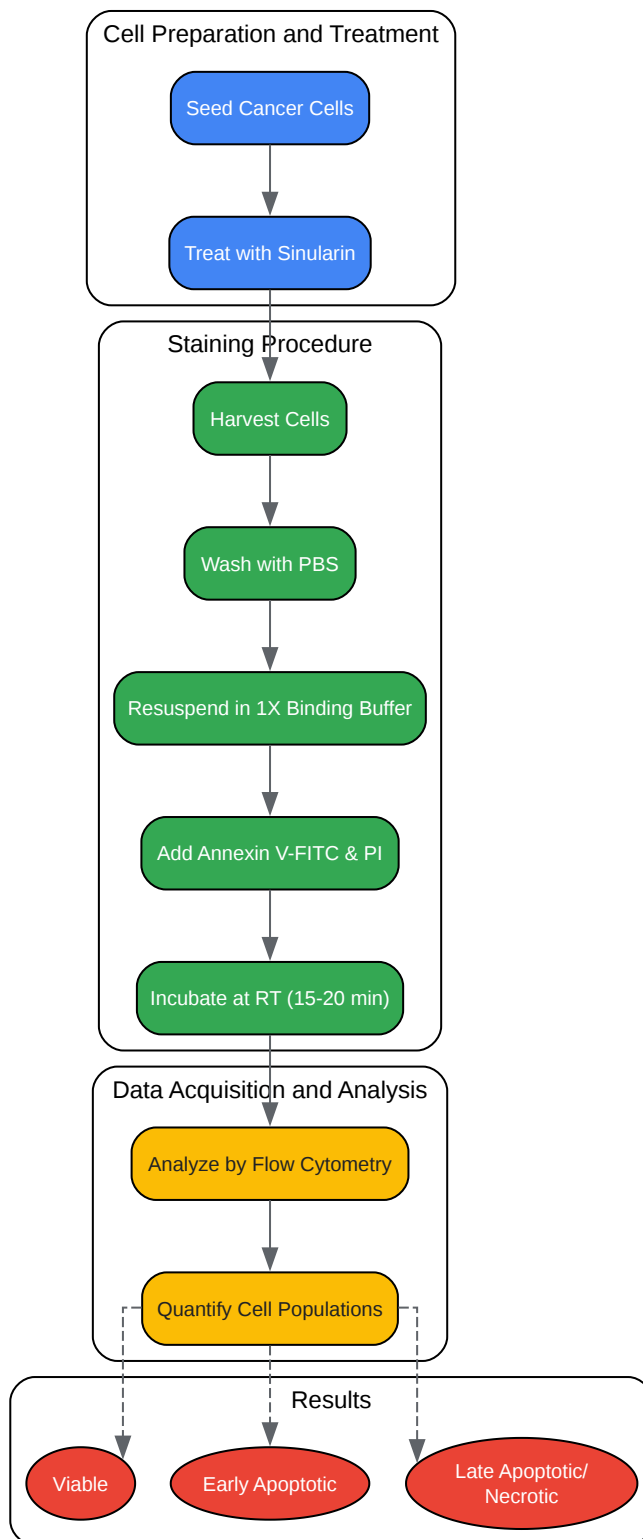 Cell Preparation and Treatment
Seed Cancer Cells
Treat with Sinularin
Staining Procedure
Harvest Cells
Wash with PBS
Resuspend in 1X Binding Buffer
Add Annexin V-FITC & PI
Incubate at RT (15-20 min)
Data Acquisition and Analysis
Analyze by Flow Cytometry
Quantify Cell Populations
Results
Viable
Early Apoptotic
Late Apoptotic/
Necrotic